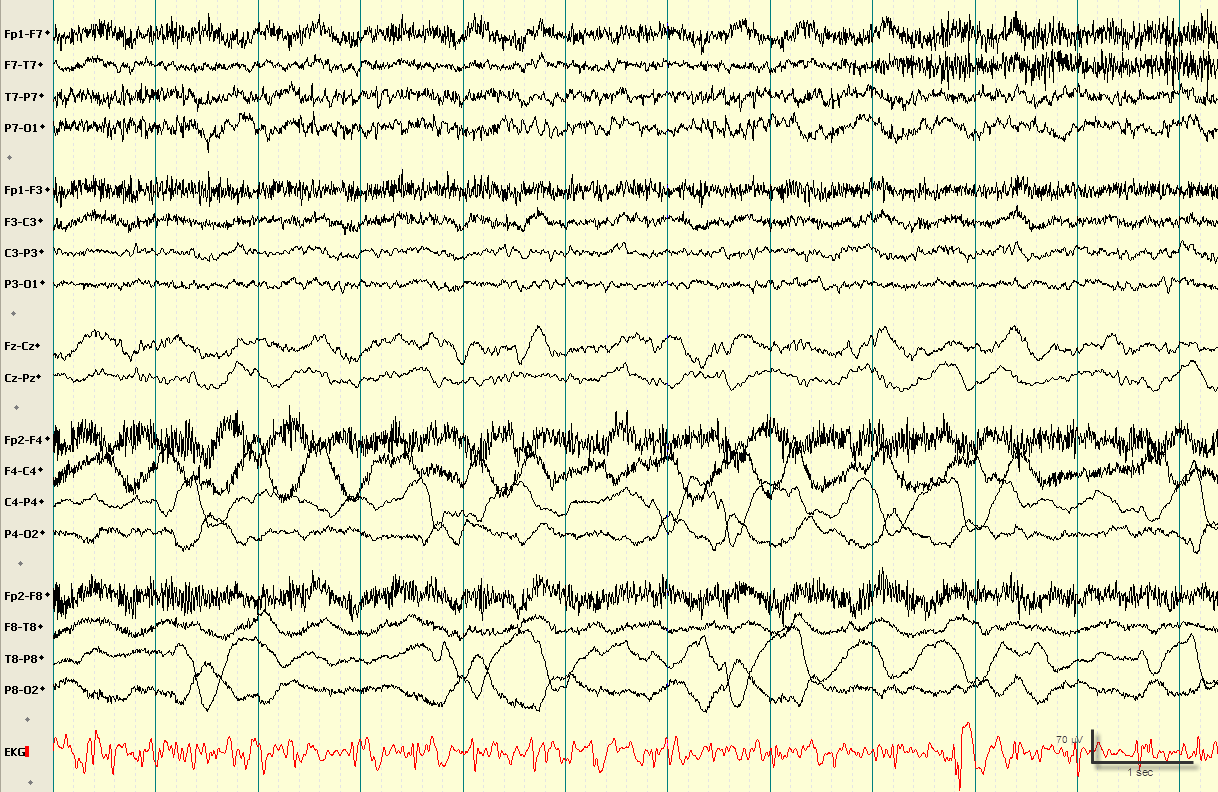 Fp1-F7
F7-T7
T7-P7
P7-O1
Fp1-F3
F3-C3
C3-P3
P3-O1
Fz-Cz
Cz-Pz
Fp2-F4
F4-C4
C4-P4
P4-O2
Fp2-F8
F8-T8
T8-P8
P8-O2
EKG
70 uV
1 sec